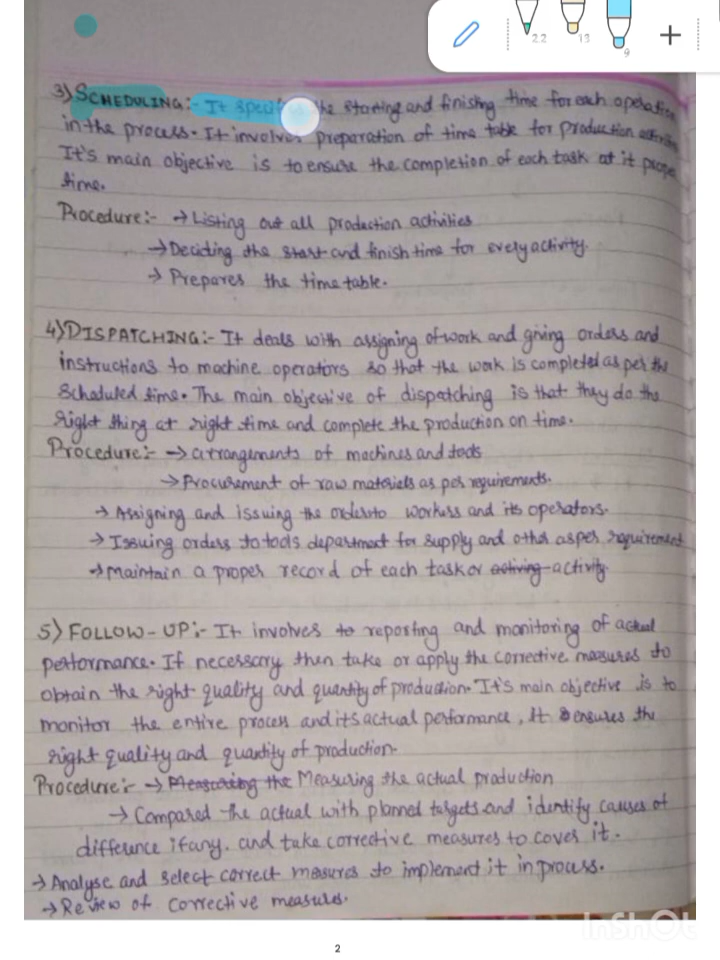 22
13
9
3) SCHEDULING:- It specifies the starting and finishing time for each operation
in the process. It involves preparation of time table for production
It's main objective is to ensure the completion of each task at it proper
time.
Procedure:- → Listing out all production activities
→ Deciding the start and finish time for every activity.
→ Prepares the time table.
4) DISPATCHING:- It deals with assigning of work and giving orders and
instructions to machine operators so that the work is completed as per the
Scheduled time. The main objective of dispatching is that they do the
right thing at right time and complete the production on time.
Procedure:- → arrangements of machines and tools
→ Procurement of raw materials as per requirements.
→ Assigning and issuing the orders to workers and its operators.
→ Issuing orders to tools department for supply and other as per requirement
→ Maintain a proper record of each task or activing activity.
5) FOLLOW-UP:- It involves to reporting and monitoring of actual
performance. If necessary then take or apply the corrective measures to
obtain the right quality and quantity of production. It's main objective is to
monitor the entire process and its actual performance, It ensures the
right quality and quantity of production.
Procedure:- → Measuring the Measuring the actual production
→ Compared the actual with planned targets and identify causes of
difference if any. and take corrective measures to cover it.
→ Analyse and select correct measures to implement it in process.
→ Review of corrective measures.
InShOt
2